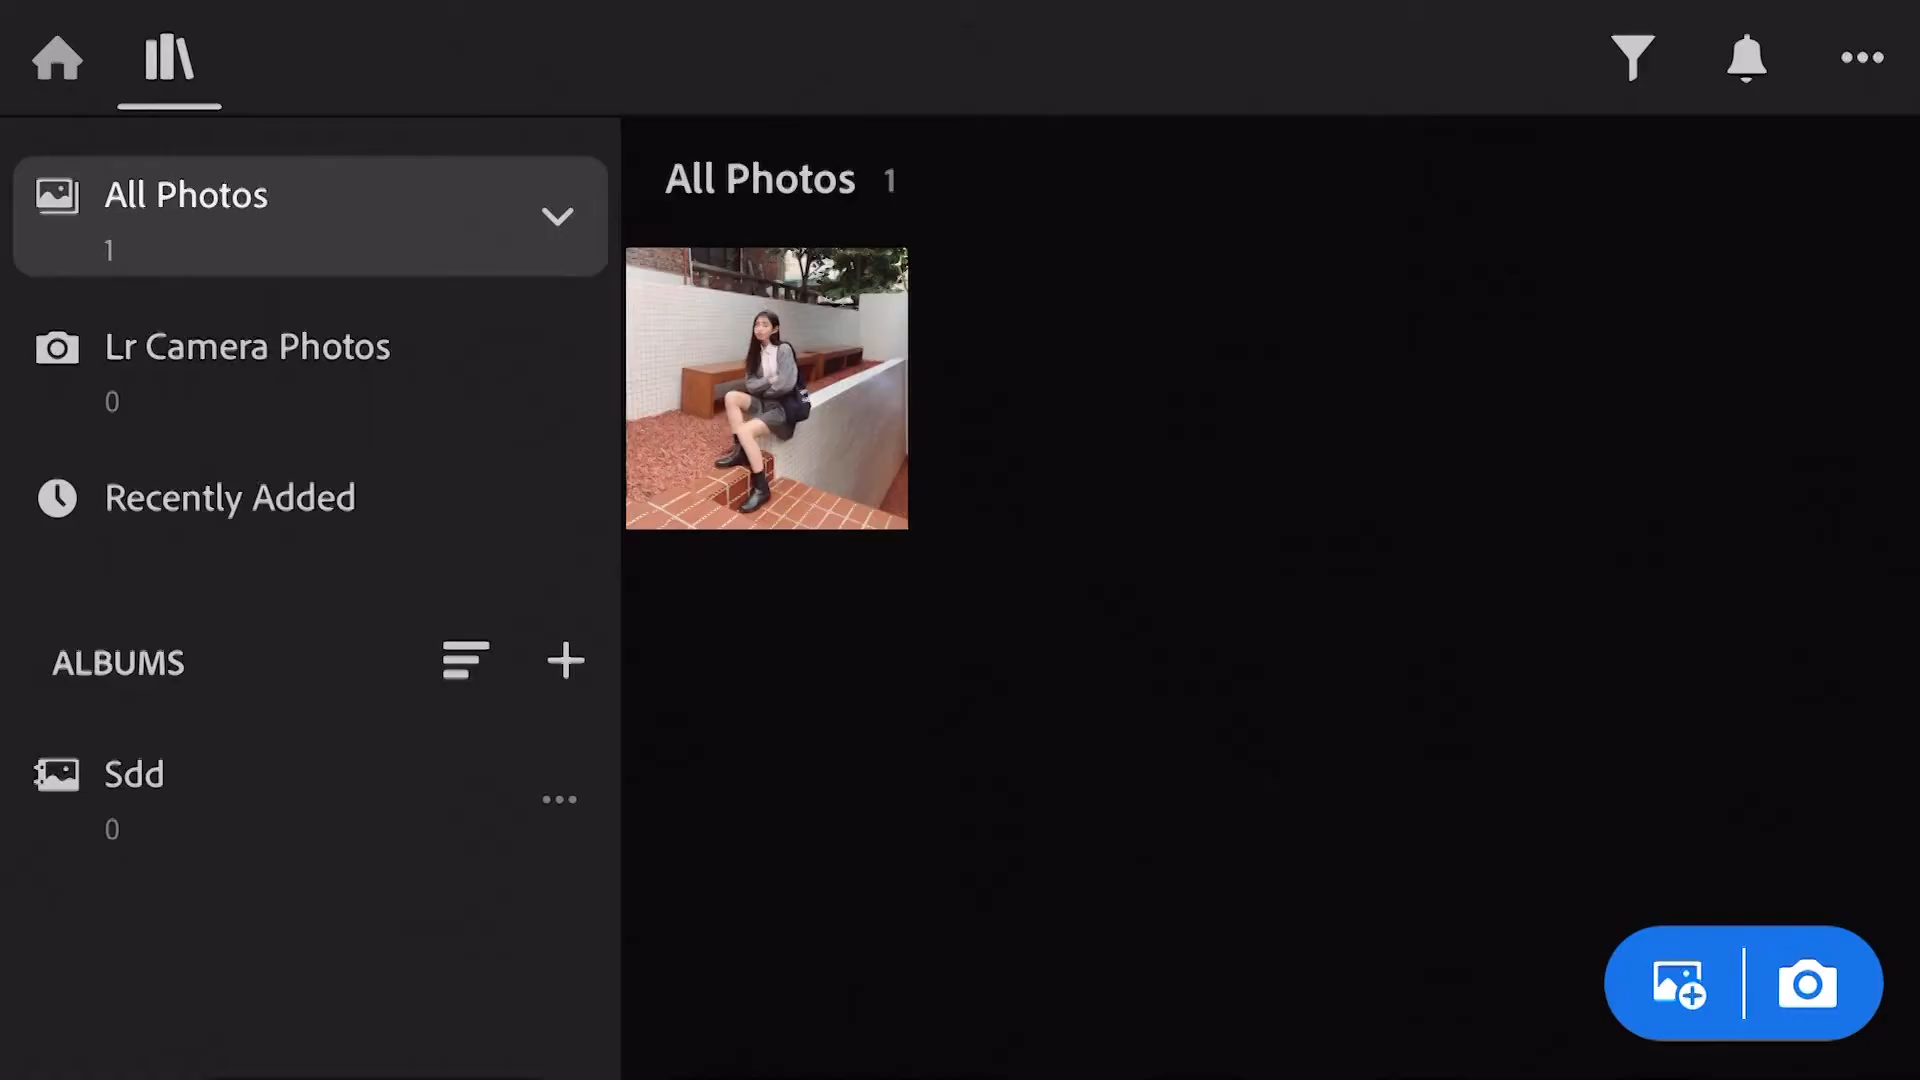 All Photos
1
Lr Camera Photos
0
Recently Added
ALBUMS
Sdd
0
All Photos 1